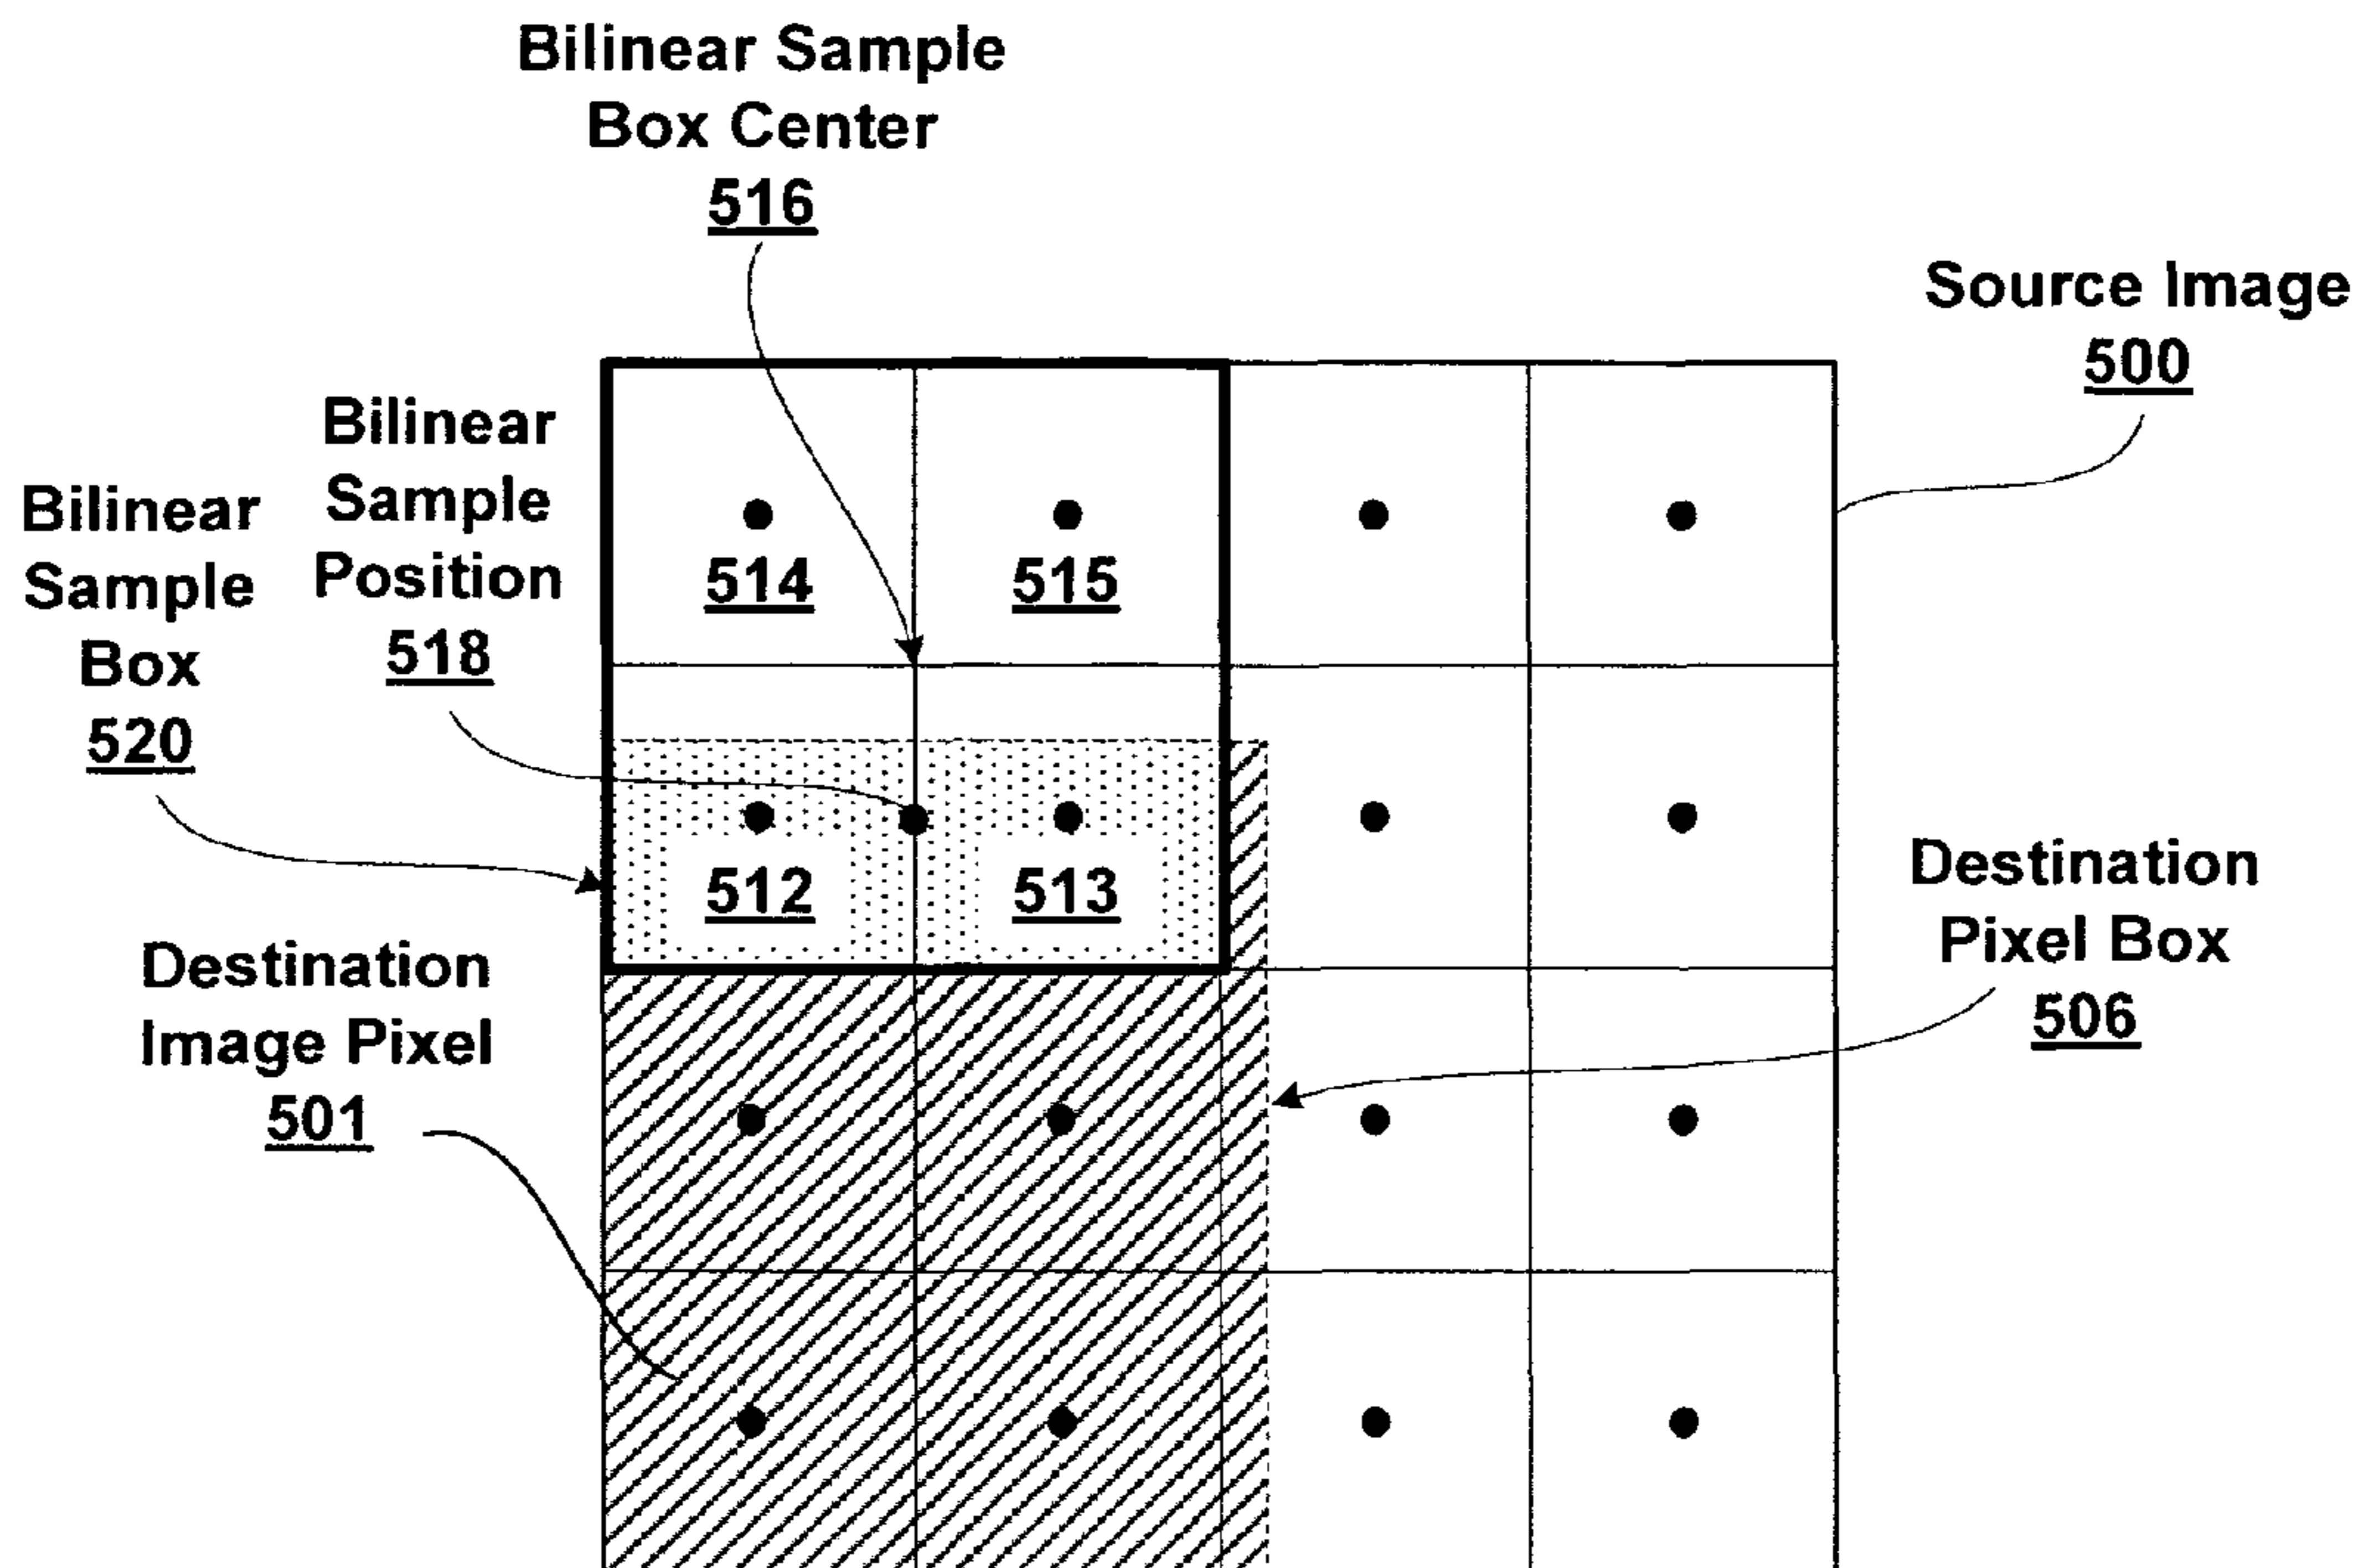 Bilinear Sample
Box Center
516
Source Image
500
Bilinear
Sample
Position
518
Bilinear
Sample
Box
520
514
515
512
513
Destination
Pixel Box
506
Destination
Image Pixel
501